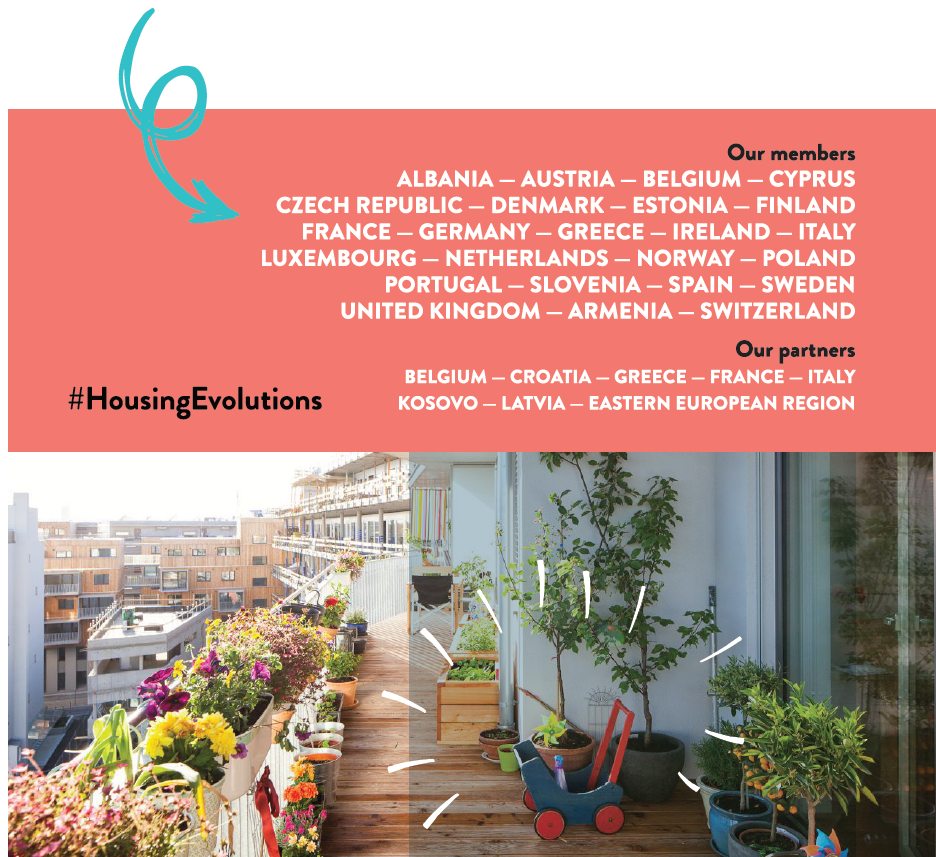 Our members
ALBANIA — AUSTRIA — BELGIUM — CYPRUS
CZECH REPUBLIC — DENMARK — ESTONIA — FINLAND
FRANCE — GERMANY — GREECE — IRELAND — ITALY
LUXEMBOURG — NETHERLANDS — NORWAY — POLAND
PORTUGAL — SLOVENIA — SPAIN — SWEDEN
UNITED KINGDOM — ARMENIA — SWITZERLAND
Our partners
BELGIUM — CROATIA — GREECE — FRANCE — ITALY
KOSOVO — LATVIA — EASTERN EUROPEAN REGION
#HousingEvolutions